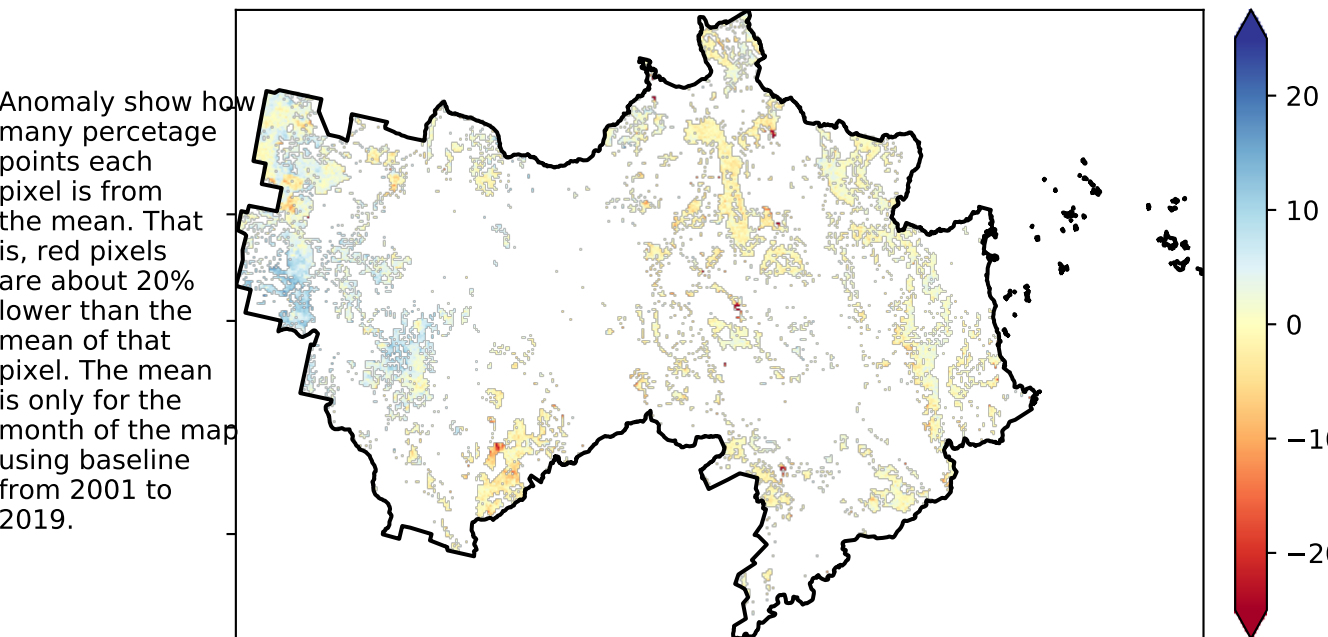 Anomaly show how
many percetage
points each
pixel is from
the mean. That
is, red pixels
are about 20%
lower than the
mean of that
pixel. The mean
is only for the
month of the map
using baseline
from 2001 to
2019.
20
10
0
−10
−20